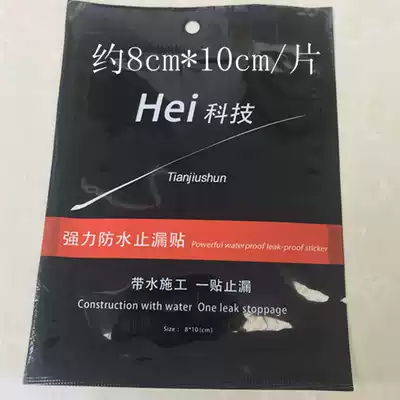 约8cm*10cm/片
Hei 科技
Tianjiushun
强力防水止漏贴 Powerful waterproof leak-proof sticker
带水施工 一贴止漏
Construction with water One leak stoppage
Size: 8*10(cm)